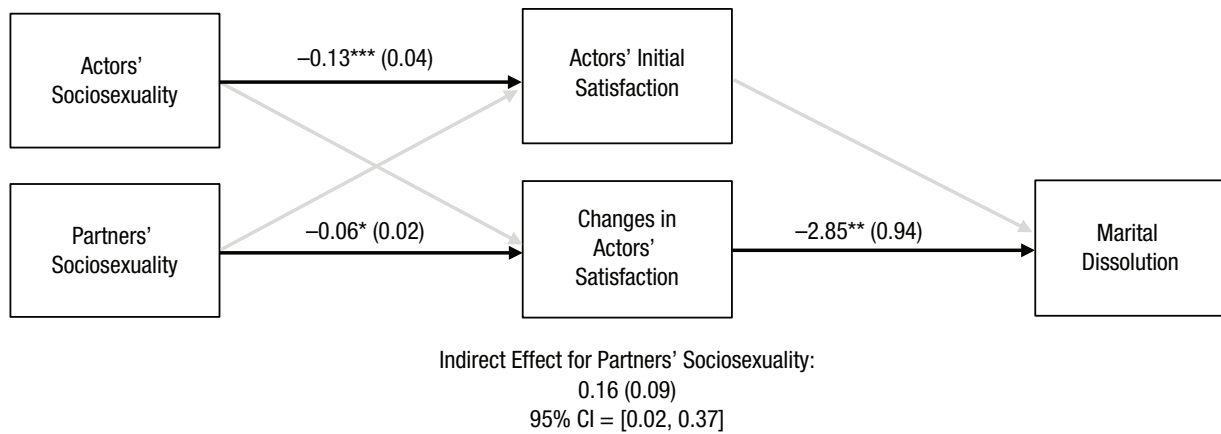 –0.13*** (0.04)
Actors'
Sociosexuality
Actors' Initial
Satisfaction
Partners'
Sociosexuality
–0.06* (0.02)
Changes in
Actors'
Satisfaction
–2.85** (0.94)
Marital
Dissolution
Indirect Effect for Partners' Sociosexuality:
0.16 (0.09)
95% CI = [0.02, 0.37]